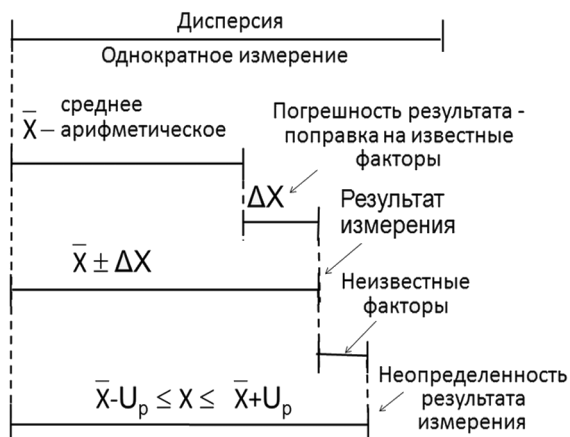 Дисперсия
Однократное измерение
среднее
X̅ – арифметическое
Погрешность результата -
поправка на известные
факторы
ΔX
Результат
измерения
X̅ ± ΔX
Неизвестные
факторы
X̅-Uₚ ≤ X ≤ X̅+Uₚ
Неопределенность
результата
измерения